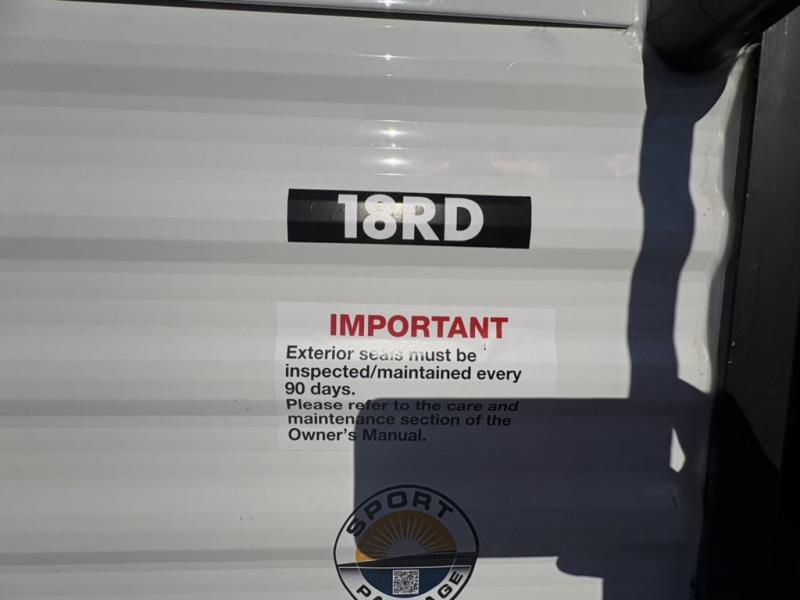 18RD
IMPORTANT
Exterior seals must be
inspected/maintained every
90 days.
Please refer to the care and
maintenance section of the
Owner's Manual.
SPORT
PACKAGE